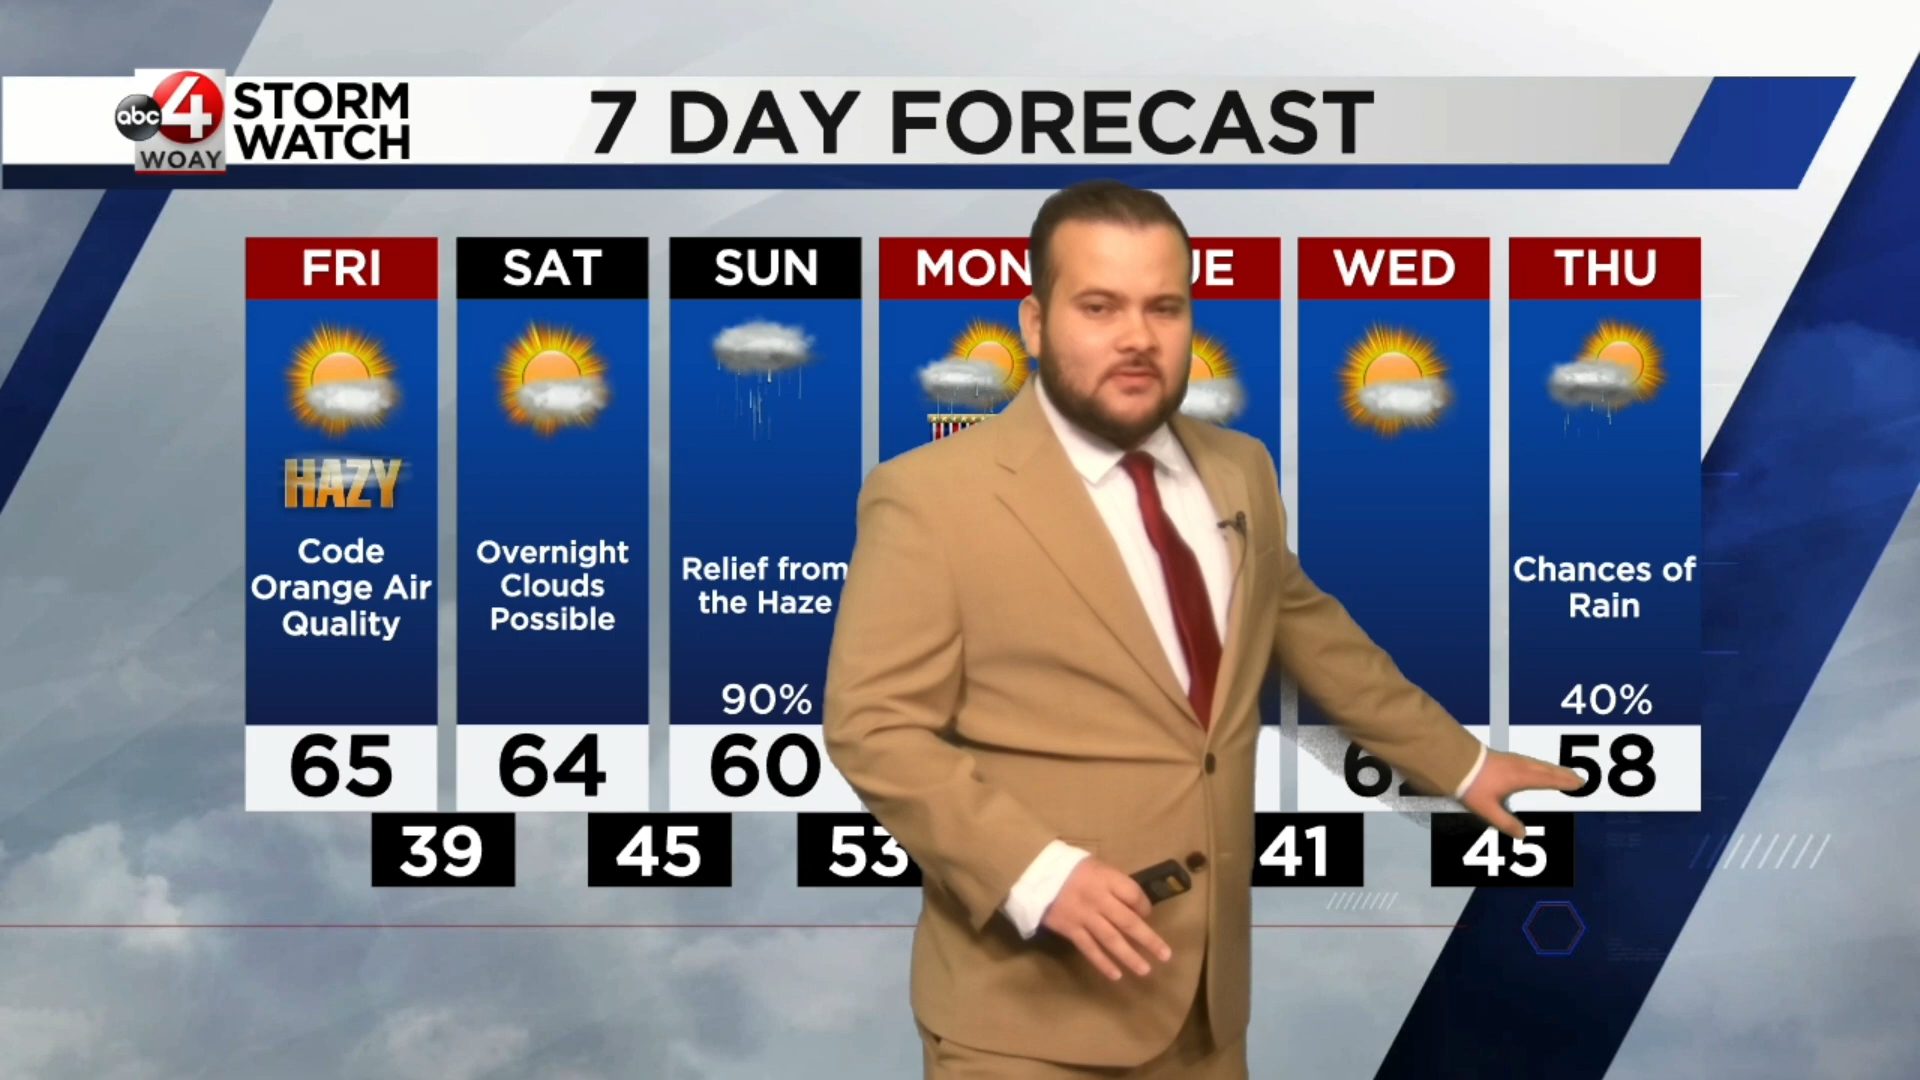 abc 4
WOAY
STORM
WATCH
7 DAY FORECAST
FRI
SAT
SUN
MON
WED
THU
HAZY
Code
Orange Air
Quality
Overnight
Clouds
Possible
Relief from
the Haze
Chances of
Rain
90%
40%
65
64
60
58
39
45
53
41
45